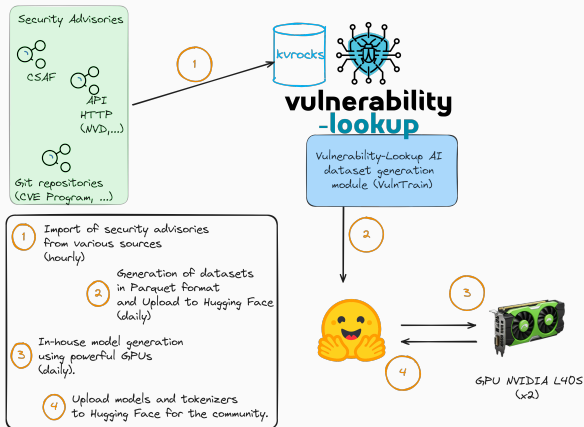 Security Advisories
CSAF
API
HTTP
(NVD,...)
Git repositories
(CVE Program, ...)
1
kvrocks
vulnerability
-lookup
Vulnerability-Lookup AI
dataset generation
module (VulnTrain)
2
3
4
GPU NVIDIA L40S
(x2)
1
Import of security advisories
from various sources
(hourly)
2
Generation of datasets
in Parquet format
and Upload to Hugging Face
(daily)
3
In-house model generation
using powerful GPUs
(daily).
4
Upload models and tokenizers
to Hugging Face for the community.